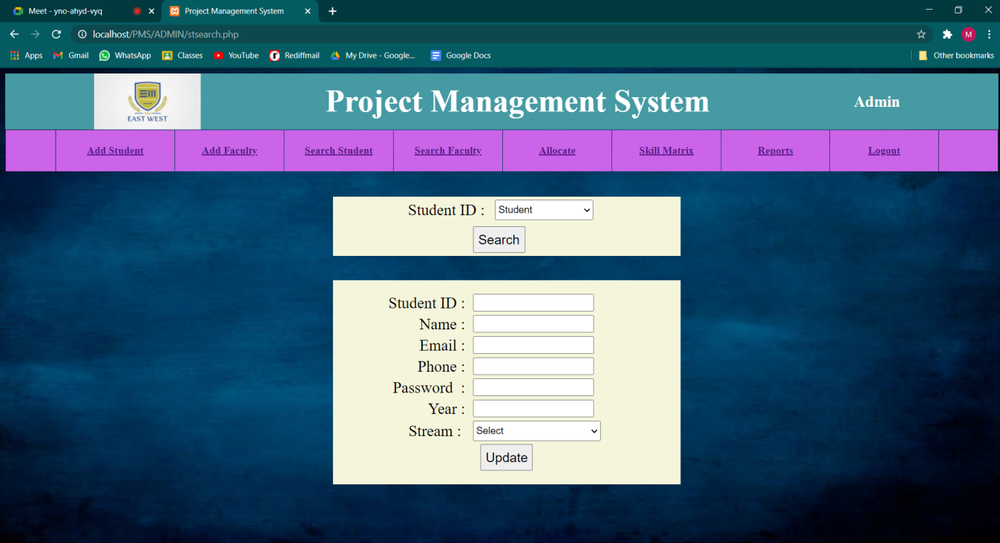 Meet - yno-ahyd-vyq
Project Management System
localhost/PMS/ADMIN/stsearch.php
M
Apps Gmail WhatsApp Classes YouTube Rediffmail My Drive - Google... Google Docs Other bookmarks
EAST WEST
Project Management System
Admin
Add Student Add Faculty Search Student Search Faculty Allocate Skill Matrix Reports Logout
Student ID : Student
Search
Student ID :
Name :
Email :
Phone :
Password :
Year :
Stream : Select
Update